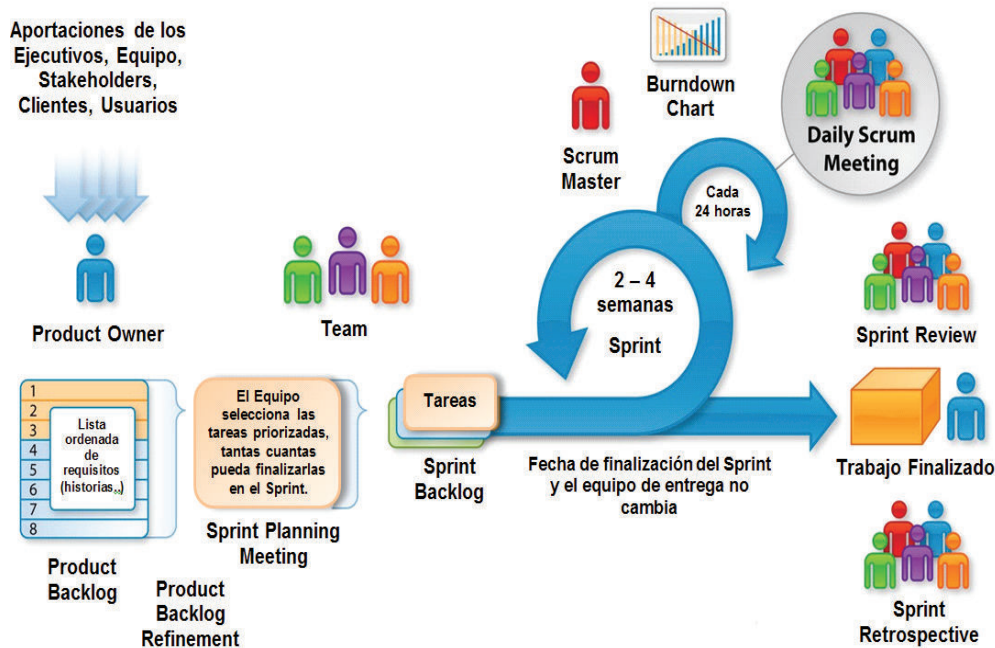 Aportaciones de los
Ejecutivos, Equipo,
Stakeholders,
Clientes, Usuarios
Burndown
Chart
Scrum
Master
Daily Scrum
Meeting
Cada
24 horas
Product Owner
Team
2 – 4
semanas
Sprint
Sprint Review
1
2
3
4
5
6
7
8
Lista
ordenada
de
requisitos
(historias,,)
Product
Backlog
Product
Backlog
Refinement
El Equipo
selecciona las
tareas priorizadas,
tantas cuantas
pueda finalizarlas
en el Sprint.
Sprint Planning
Meeting
Tareas
Sprint
Backlog
Fecha de finalización del Sprint
y el equipo de entrega no
cambia
Trabajo Finalizado
Sprint
Retrospective